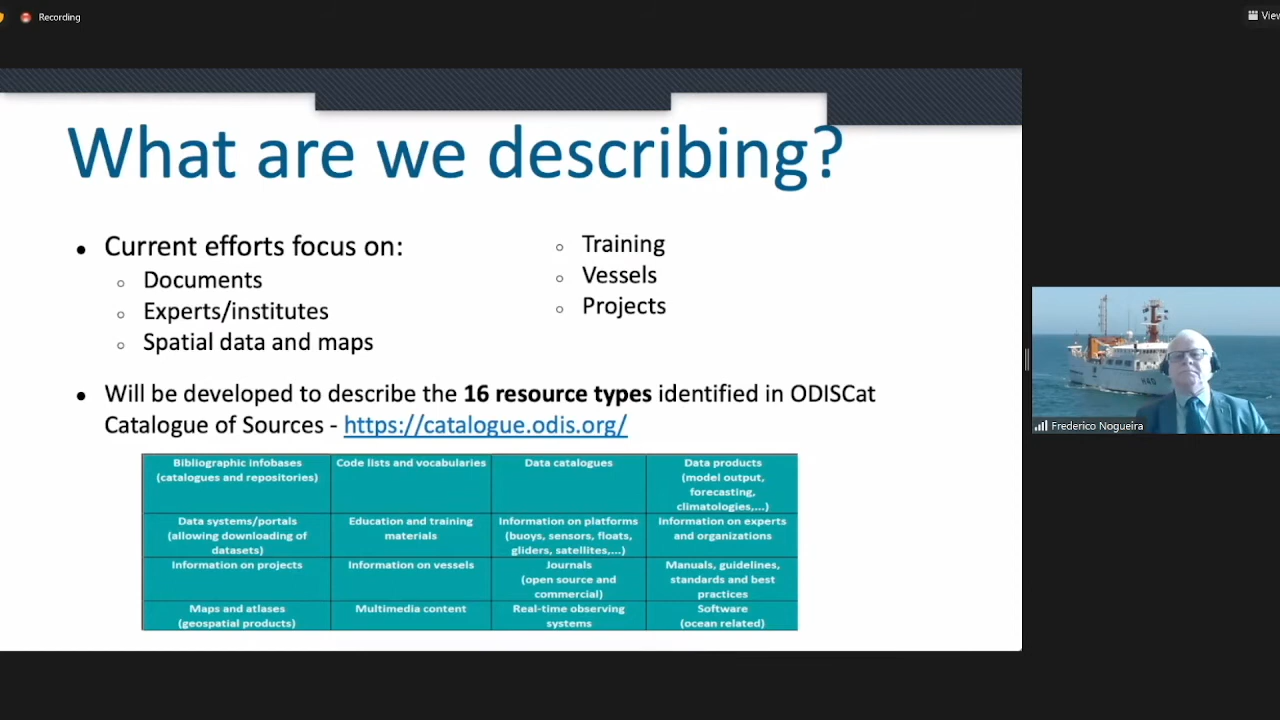 Recording
View
What are we describing?
● Current efforts focus on:
○ Documents
○ Experts/institutes
○ Spatial data and maps
○ Training
○ Vessels
○ Projects
● Will be developed to describe the 16 resource types identified in ODISCat
Catalogue of Sources - https://catalogue.odis.org/
Bibliographic infobases
(catalogues and repositories)
Code lists and vocabularies
Data catalogues
Data products
(model output,
forecasting,
climatologies,...)
Data systems/portals
(allowing downloading of
datasets)
Education and training
materials
Information on platforms
(buoys, sensors, floats,
gliders, satellites,...)
Information on experts
and organizations
Information on projects
Information on vessels
Journals
(open source and
commercial)
Manuals, guidelines,
standards and best
practices
Maps and atlases
(geospatial products)
Multimedia content
Real-time observing
systems
Software
(ocean related)
H40
Frederico Nogueira